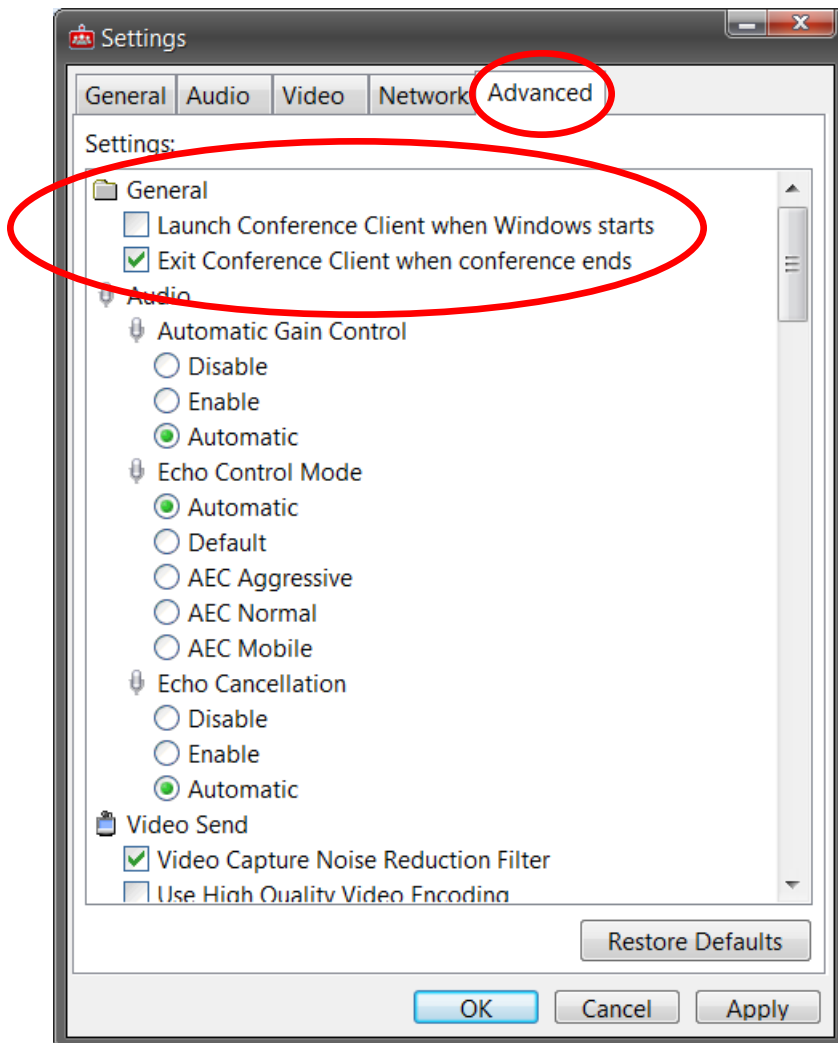 Settings
General Audio Video Network Advanced
Settings:
General
Launch Conference Client when Windows starts
Exit Conference Client when conference ends
Audio
Automatic Gain Control
Disable
Enable
Automatic
Echo Control Mode
Automatic
Default
AEC Aggressive
AEC Normal
AEC Mobile
Echo Cancellation
Disable
Enable
Automatic
Video Send
Video Capture Noise Reduction Filter
Use High Quality Video Encoding
Restore Defaults
OK Cancel Apply